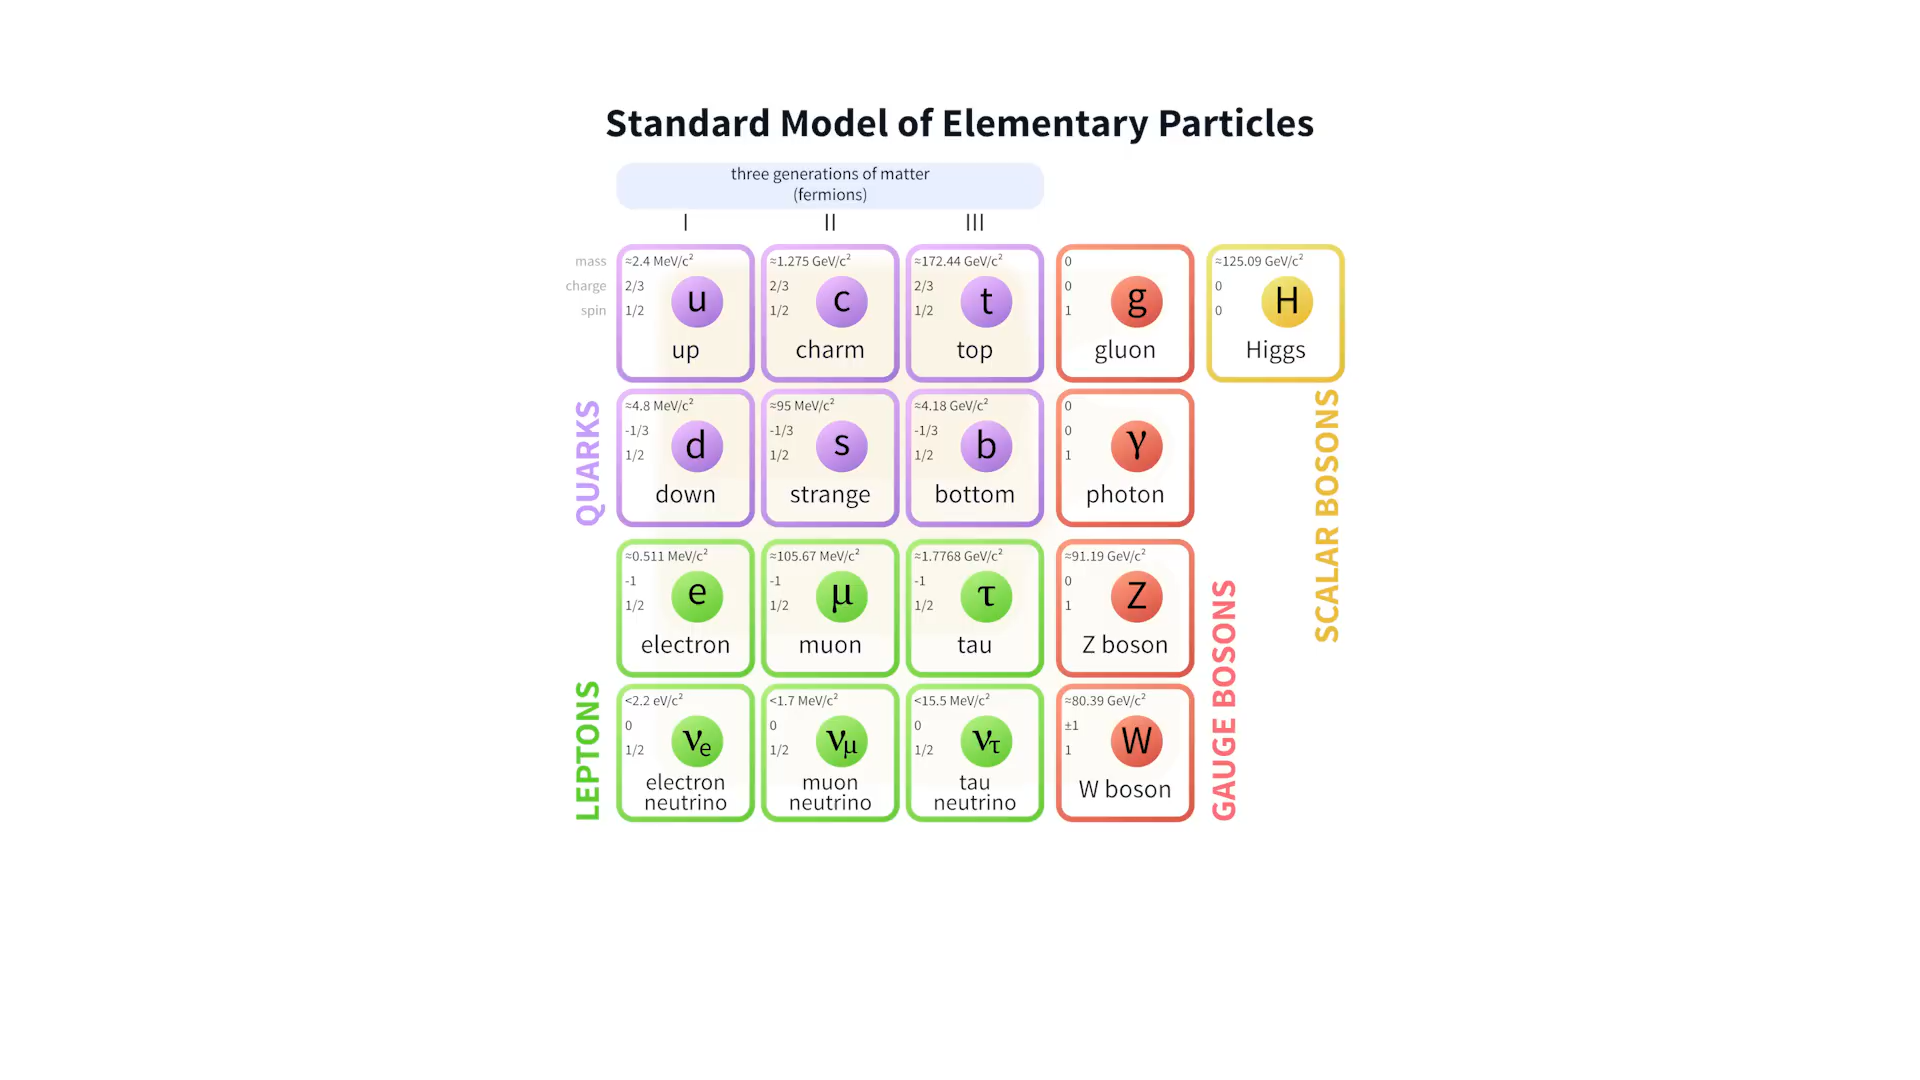 Standard Model of Elementary Particles
three generations of matter
(fermions)
I
II
III
mass
charge
spin
≈2.4 MeV/c²
2/3
1/2
u
up
≈1.275 GeV/c²
2/3
1/2
c
charm
≈172.44 GeV/c²
2/3
1/2
t
top
0
0
1
g
gluon
≈125.09 GeV/c²
0
0
H
Higgs
QUARKS
≈4.8 MeV/c²
-1/3
1/2
d
down
≈95 MeV/c²
-1/3
1/2
s
strange
≈4.18 GeV/c²
-1/3
1/2
b
bottom
0
0
1
γ
photon
SCALAR BOSONS
≈0.511 MeV/c²
-1
1/2
e
electron
≈105.67 MeV/c²
-1
1/2
μ
muon
≈1.7768 GeV/c²
-1
1/2
τ
tau
≈91.19 GeV/c²
0
1
Z
Z boson
GAUGE BOSONS
LEPTONS
<2.2 eV/c²
0
1/2
νe
electron
neutrino
<1.7 MeV/c²
0
1/2
νμ
muon
neutrino
<15.5 MeV/c²
0
1/2
ντ
tau
neutrino
≈80.39 GeV/c²
±1
1
W
W boson